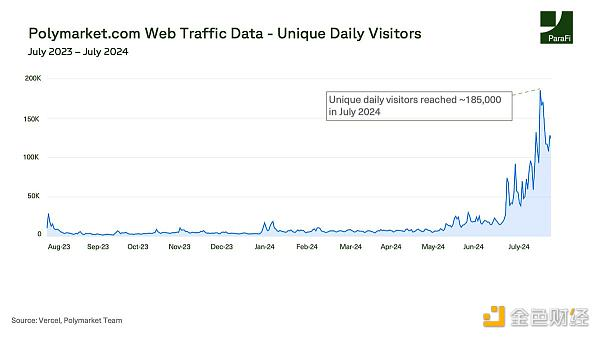 Polymarket.com Web Traffic Data - Unique Daily Visitors
July 2023 – July 2024
ParaFi
200K
Unique daily visitors reached ~185,000
in July 2024
150K
100K
50K
0
Aug-23 Sep-23 Oct-23 Nov-23 Dec-23 Jan-24 Feb-24 Mar-24 Apr-24 May-24 Jun-24 July-24
Source: Vercel, Polymarket Team
金色财经